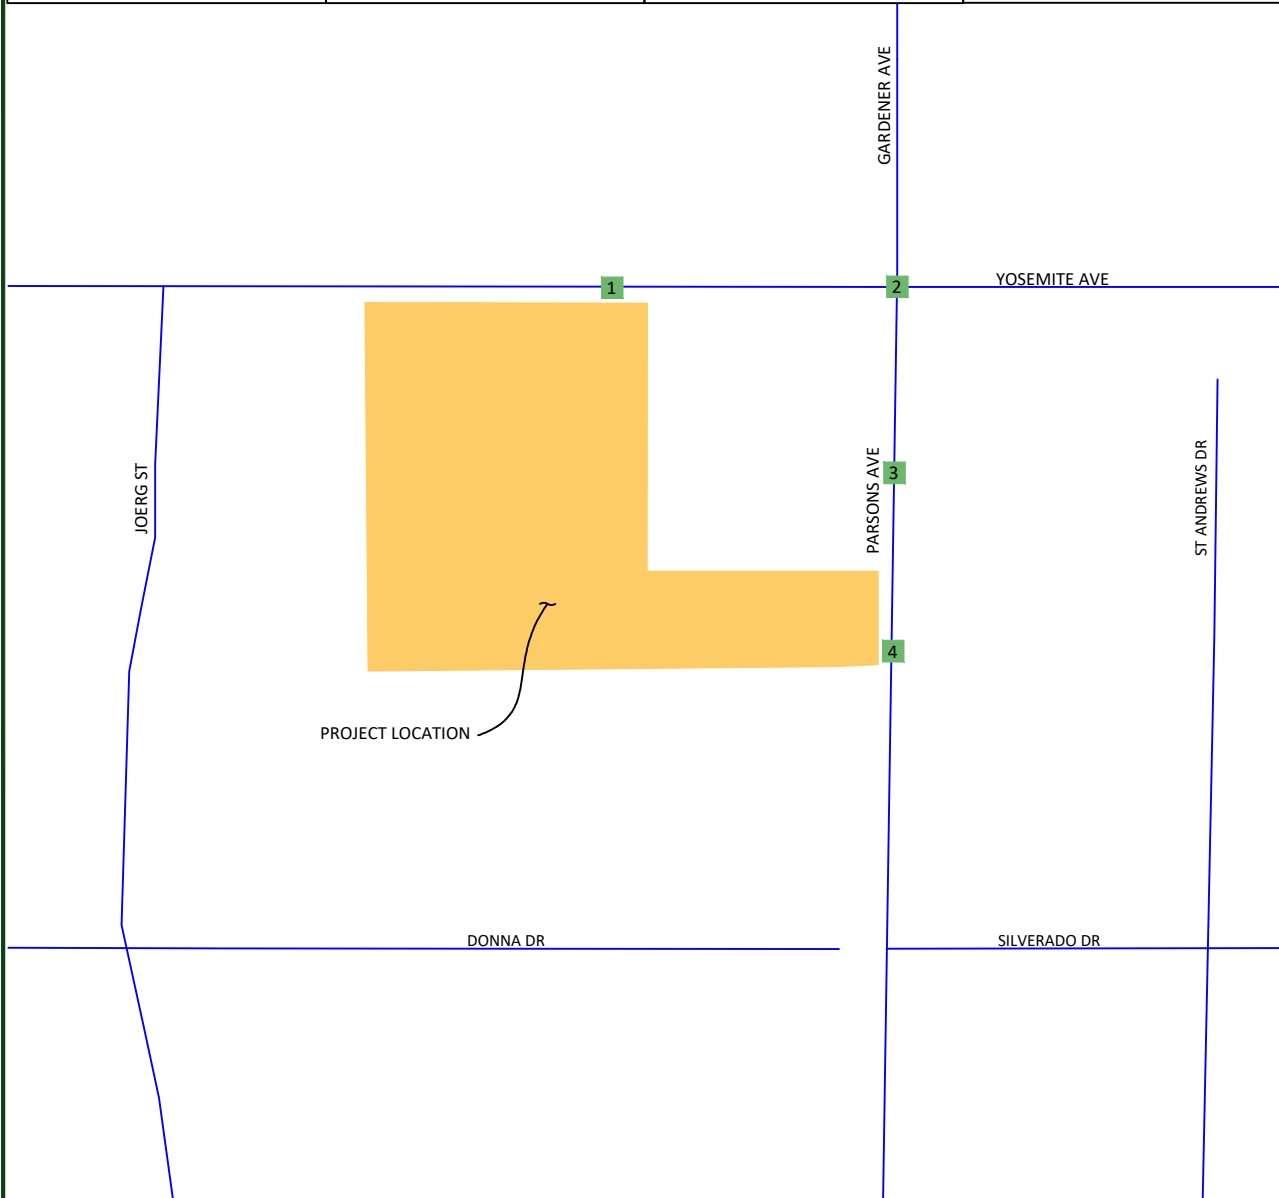 GARDENER AVE
YOSEMITE AVE
1
2
JOERG ST
PARSONS AVE
3
ST ANDREWS DR
4
PROJECT LOCATION
DONNA DR
SILVERADO DR